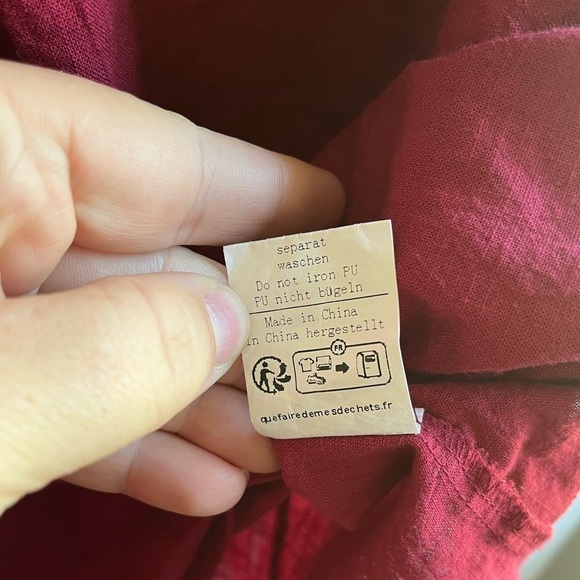 separat
waschen
Do not iron PU
PU nicht bügeln
Made in China
In China hergestellt
FR
quefairedemesdechets.fr